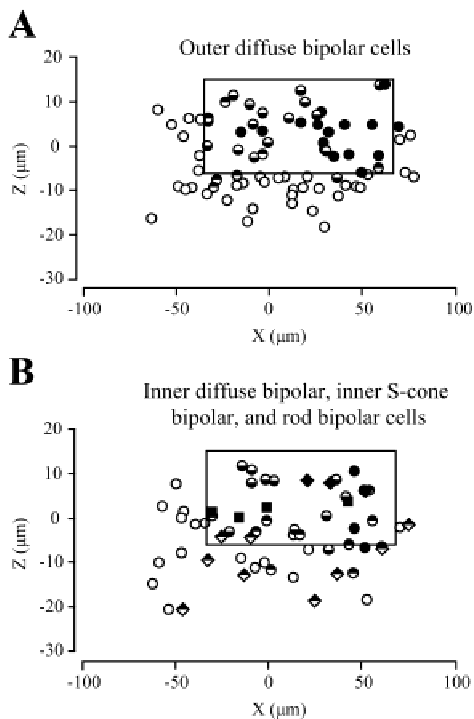 A
Outer diffuse bipolar cells
20
10
0
-10
-20
-30
Z (μm)
-100 -50 0 50 100
X (μm)
B
Inner diffuse bipolar, inner S-cone
bipolar, and rod bipolar cells
20
10
0
-10
-20
-30
Z (μm)
-100 -50 0 50 100
X (μm)